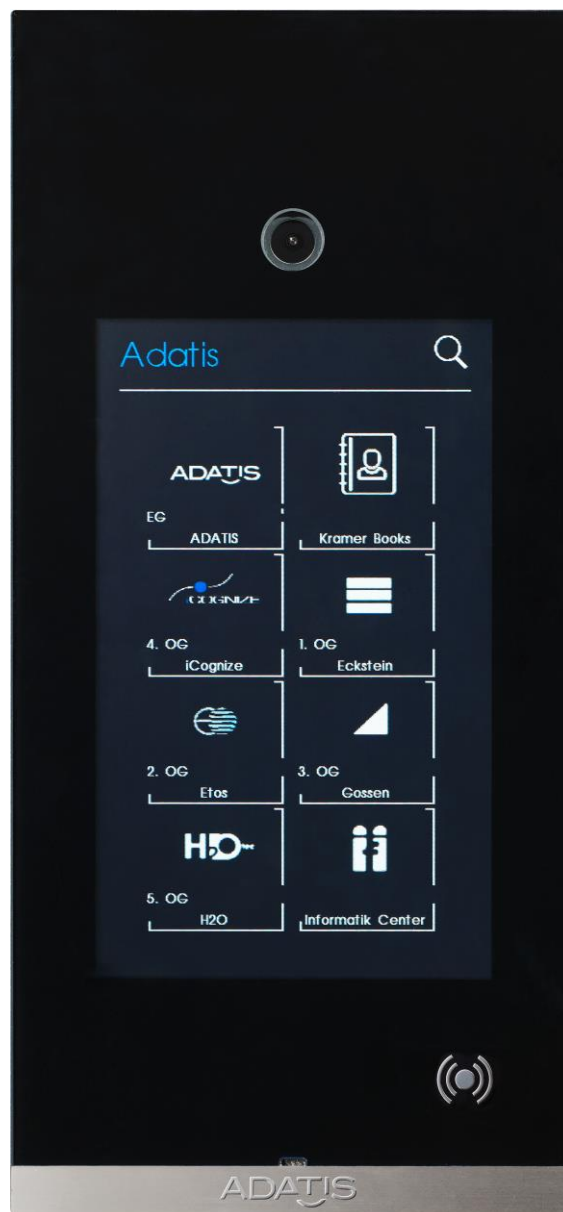 Adatis
ADATIS
EG
ADATIS
Kramer Books
COGNIZE
4. OG
iCognize
1. OG
Eckstein
2. OG
Etos
3. OG
Gossen
H2O
5. OG
H2O
Informatik Center
ADATIS